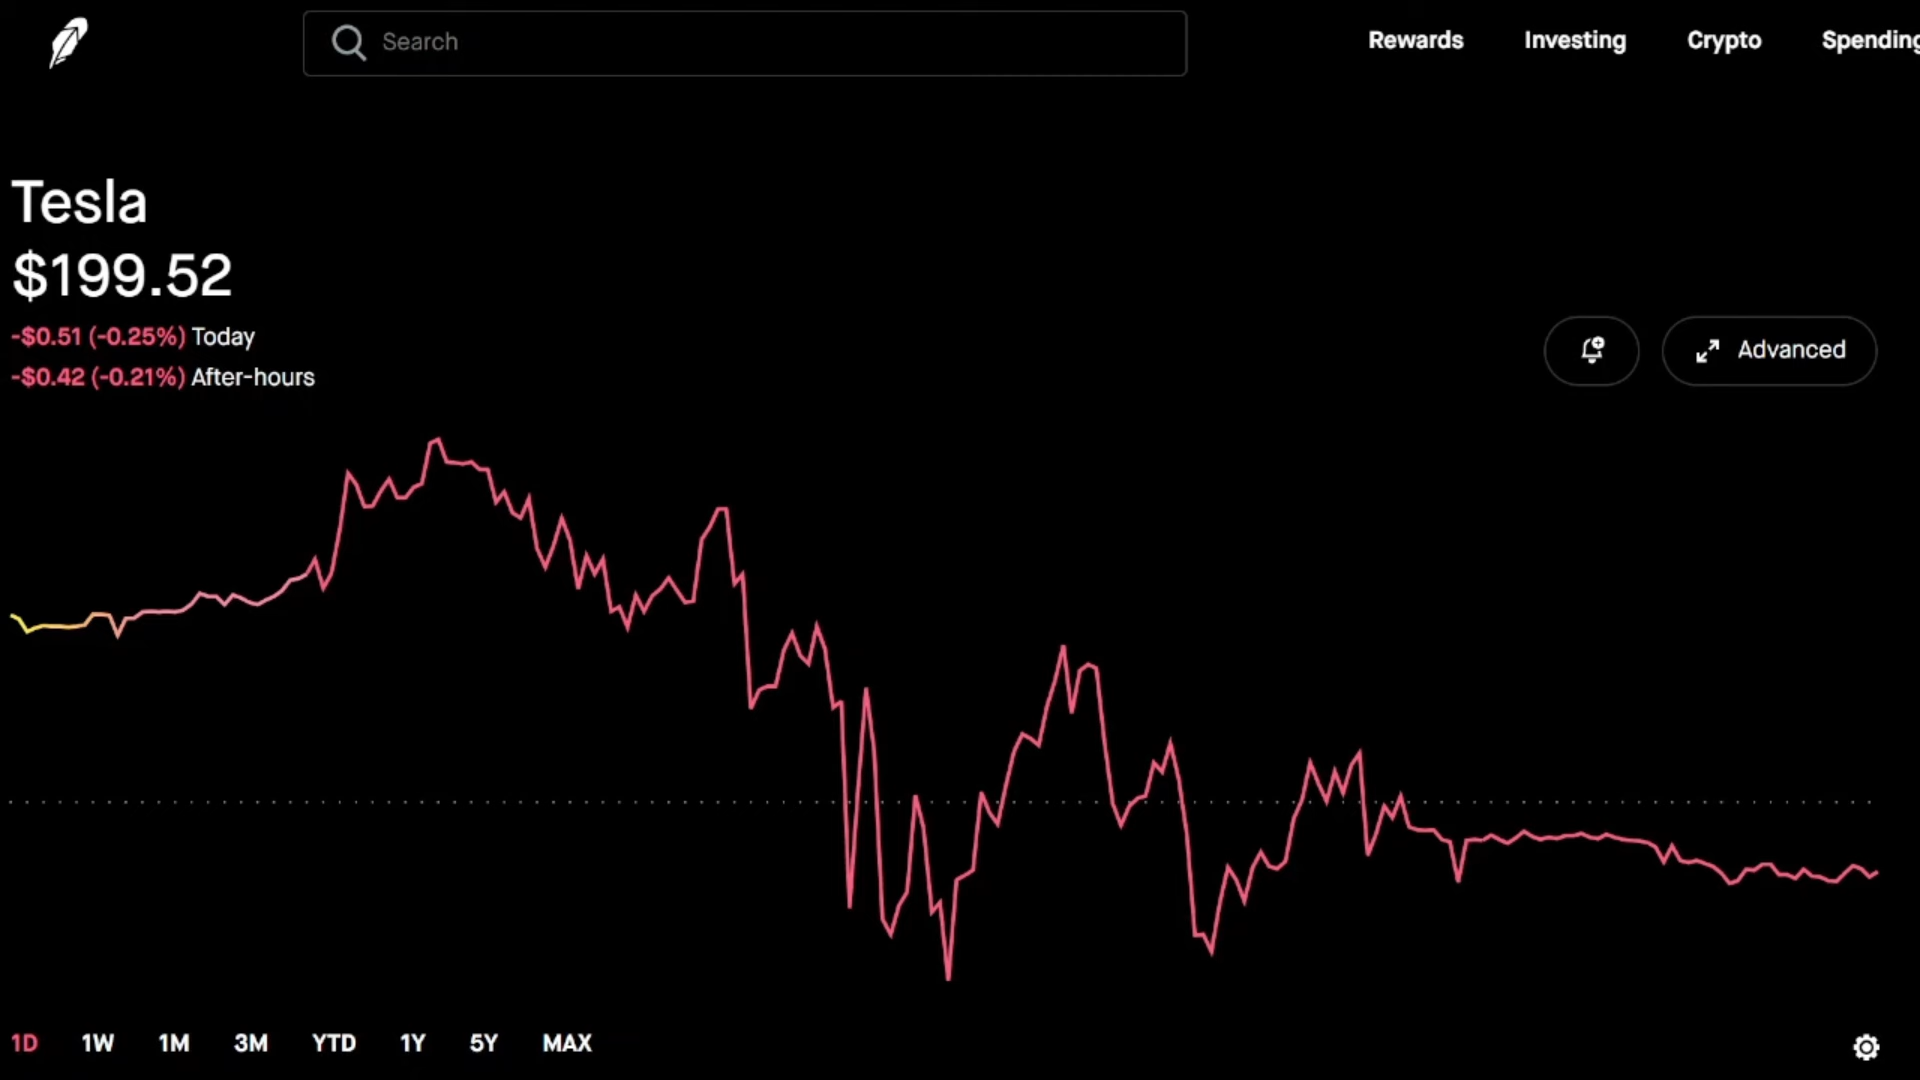 Search
Rewards
Investing
Crypto
Spending
Tesla
$199.52
-$0.51 (-0.25%) Today
-$0.42 (-0.21%) After-hours
Advanced
1D
1W
1M
3M
YTD
1Y
5Y
MAX